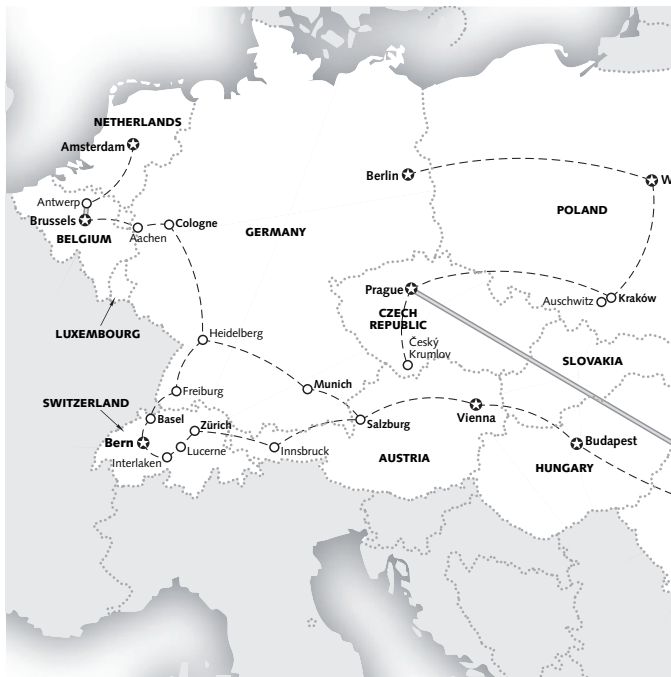 NETHERLANDS
Amsterdam
Berlin
W
Antwerp
Brussels
BELGIUM
Aachen
Cologne
GERMANY
POLAND
Prague
CZECH
REPUBLIC
Auschwitz
Kraków
LUXEMBOURG
Heidelberg
Český
Krumlov
SLOVAKIA
Munich
Freiburg
SWITZERLAND
Basel
Zürich
Salzburg
Vienna
Bern
Lucerne
Interlaken
Innsbruck
AUSTRIA
Budapest
HUNGARY